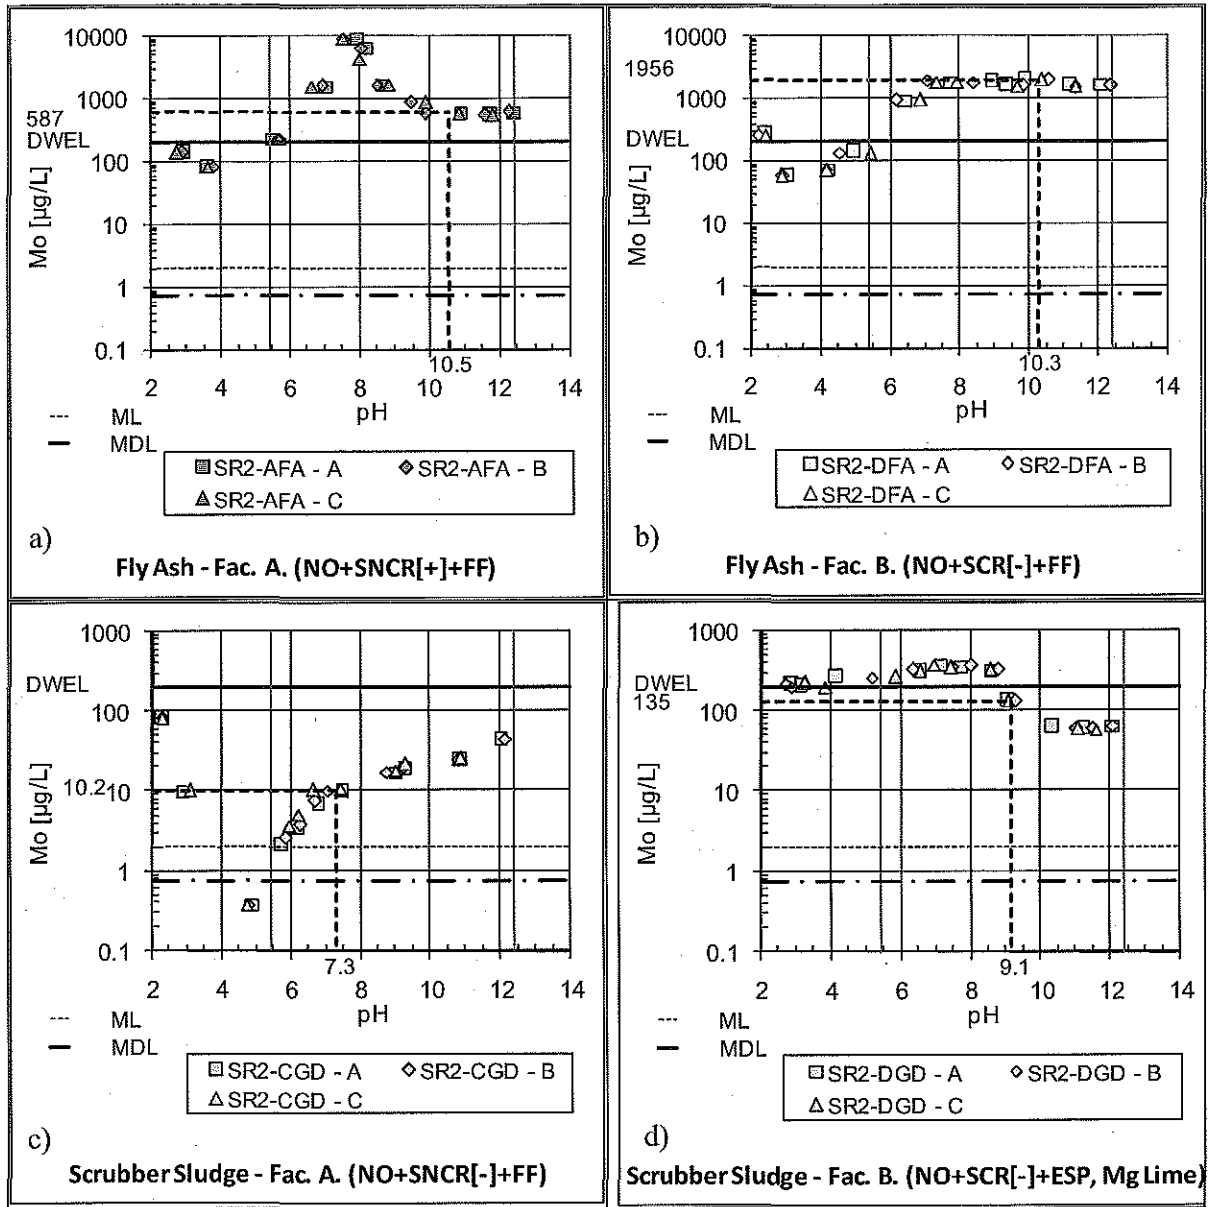 10000
1000
587
DWEL
100
10
1
0.1
Mo [µg/L]
10.5
2 4 6 8 10 12 14
pH
--- ML
— MDL
SR2-AFA - A SR2-AFA - B
SR2-AFA - C
a)
Fly Ash - Fac. A. (NO+SNCR[+]+FF)
10000
1956
1000
DWEL
100
10
1
0.1
Mo [µg/L]
10.3
2 4 6 8 10 12 14
pH
--- ML
— MDL
SR2-DFA - A SR2-DFA - B
SR2-DFA - C
b)
Fly Ash - Fac. B. (NO+SCR[-]+FF)
1000
DWEL
100
10.2
10
1
0.1
Mo [µg/L]
7.3
2 4 6 8 10 12 14
pH
--- ML
— MDL
SR2-CGD - A SR2-CGD - B
SR2-CGD - C
c)
Scrubber Sludge - Fac. A. (NO+SNCR[-]+FF)
1000
DWEL
135
100
10
1
0.1
Mo [µg/L]
9.1
2 4 6 8 10 12 14
pH
--- ML
— MDL
SR2-DGD - A SR2-DGD - B
SR2-DGD - C
d)
Scrubber Sludge - Fac. B. (NO+SCR[-]+ESP, Mg Lime)